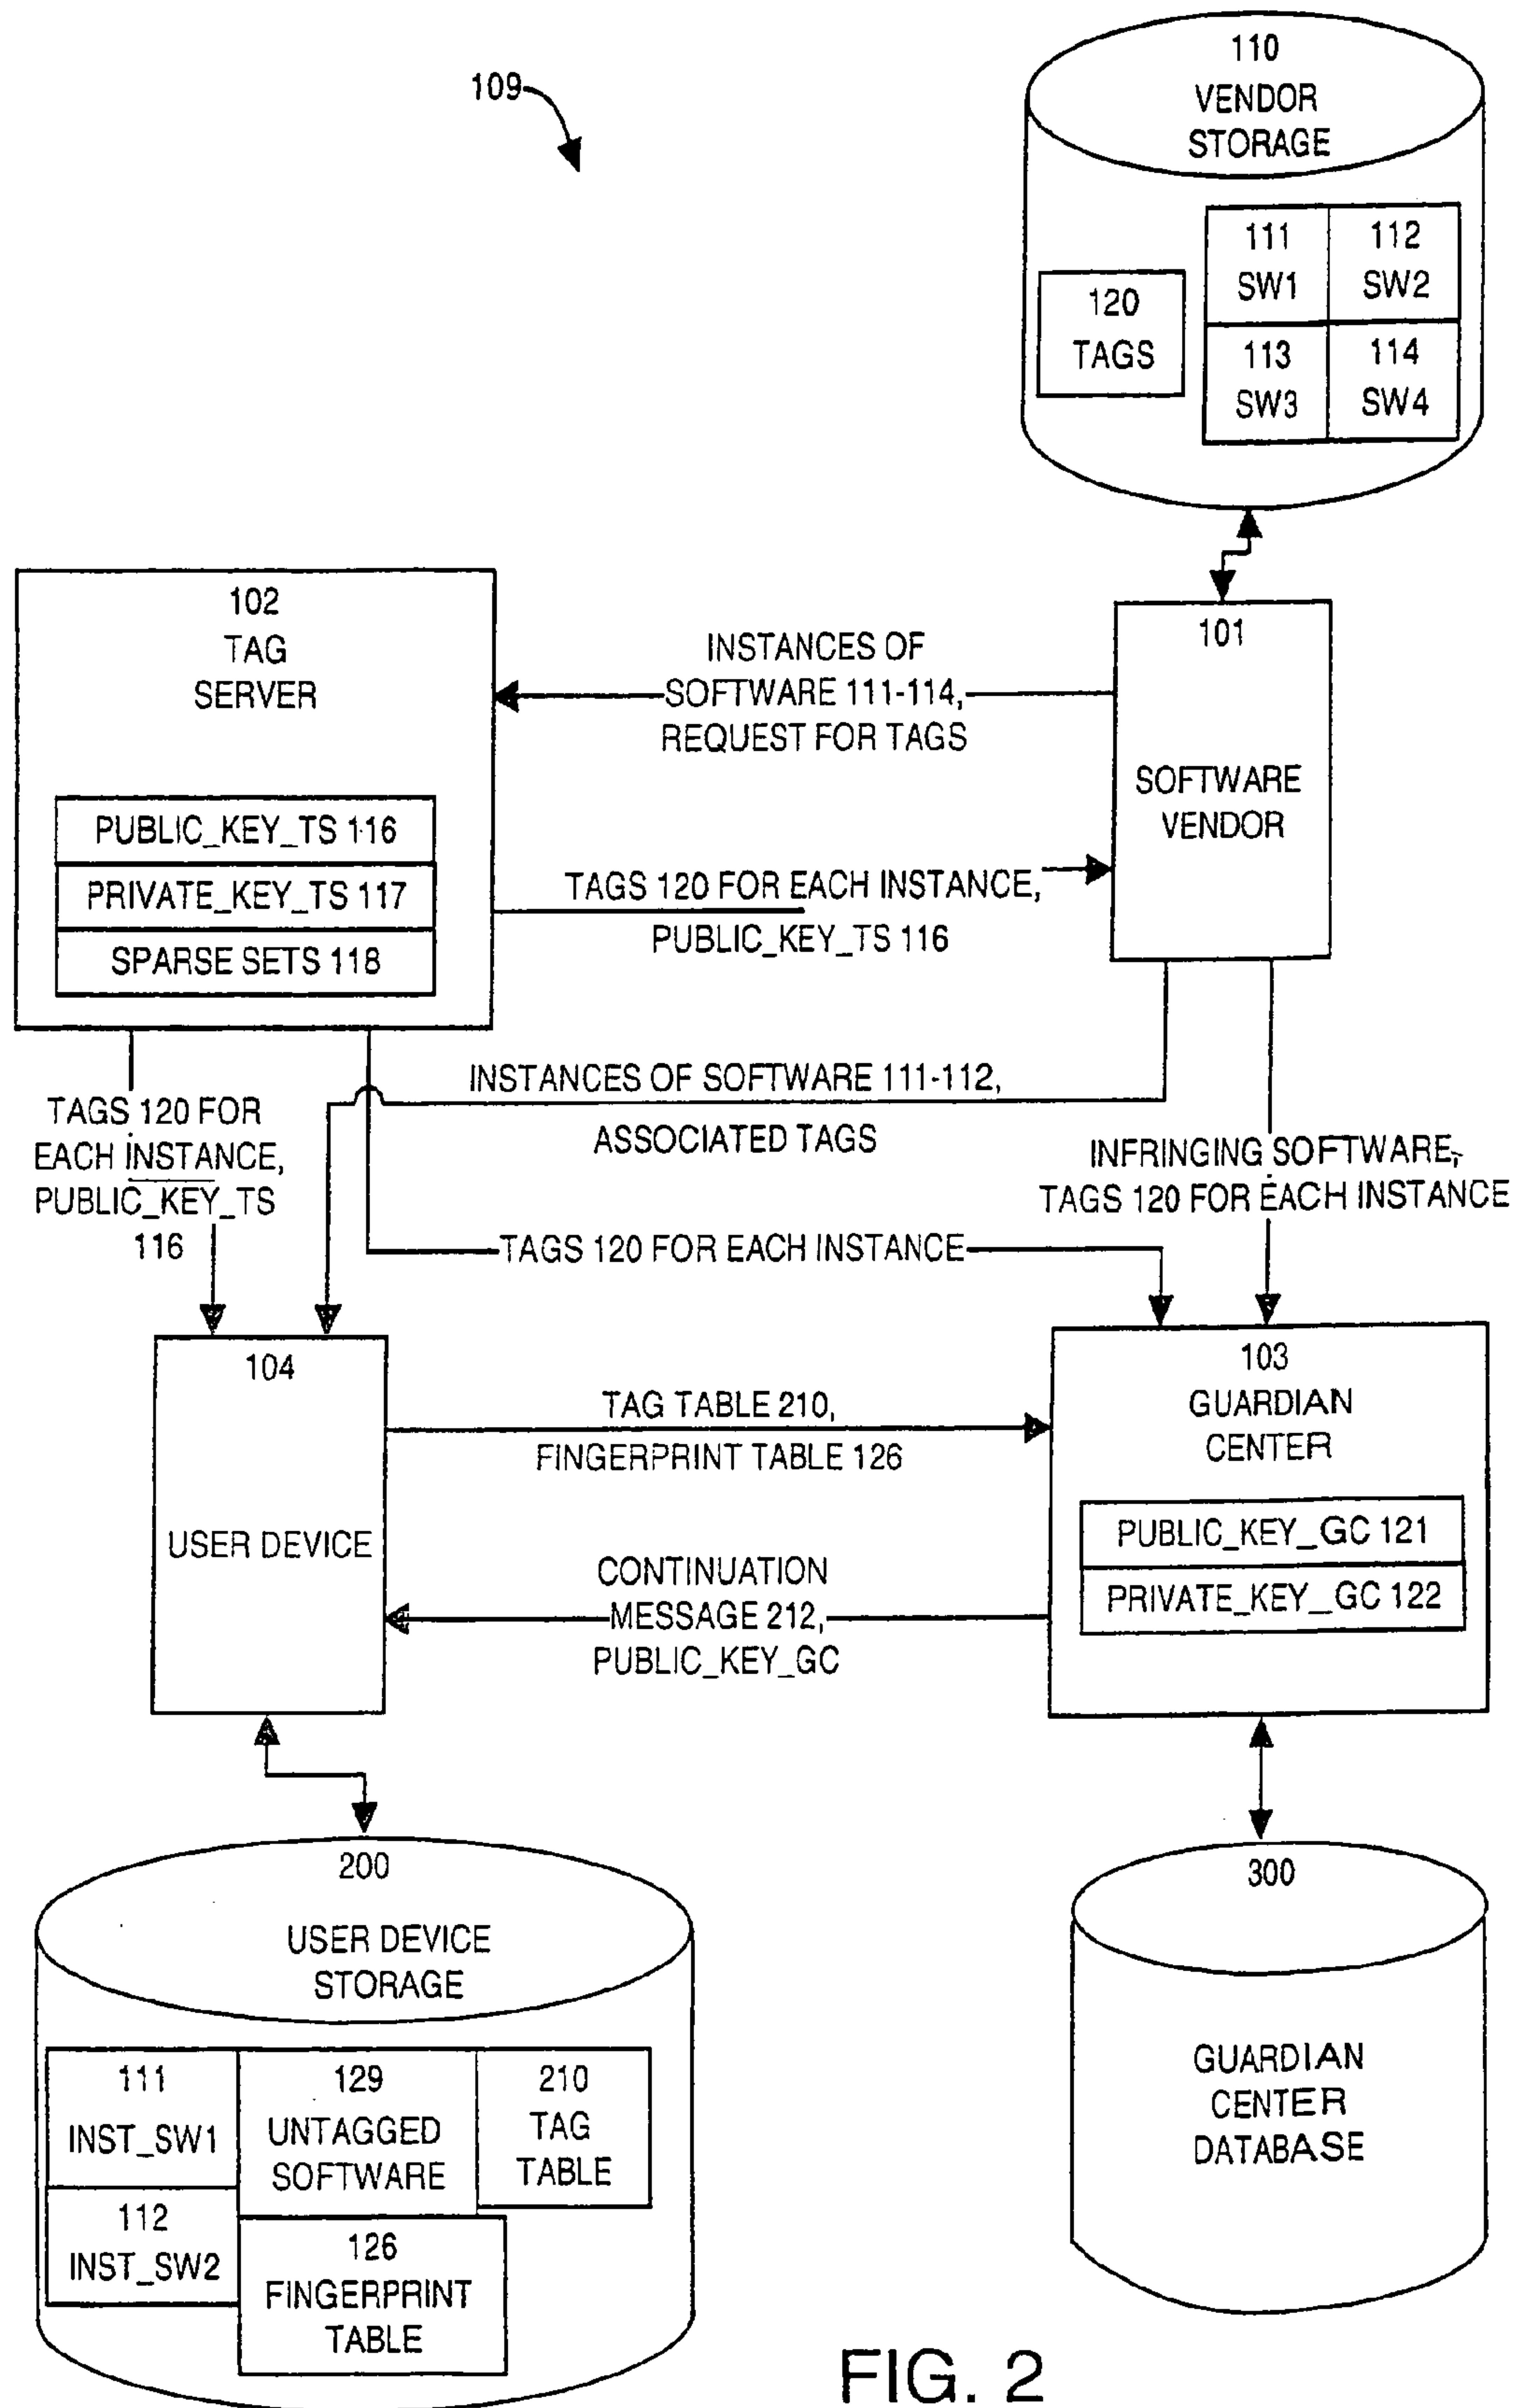 109
110
VENDOR
STORAGE
120
TAGS
111
SW1
112
SW2
113
SW3
114
SW4
102
TAG
SERVER
PUBLIC_KEY_TS 116
PRIVATE_KEY_TS 117
SPARSE SETS 118
INSTANCES OF
SOFTWARE 111-114,
REQUEST FOR TAGS
101
SOFTWARE
VENDOR
TAGS 120 FOR EACH INSTANCE,
PUBLIC_KEY_TS 116
INSTANCES OF SOFTWARE 111-112,
ASSOCIATED TAGS
TAGS 120 FOR
EACH INSTANCE,
PUBLIC_KEY_TS
116
INFRINGING SOFTWARE,
TAGS 120 FOR EACH INSTANCE
TAGS 120 FOR EACH INSTANCE
104
USER DEVICE
TAG TABLE 210,
FINGERPRINT TABLE 126
CONTINUATION
MESSAGE 212,
PUBLIC_KEY_GC
103
GUARDIAN
CENTER
PUBLIC_KEY_GC 121
PRIVATE_KEY_GC 122
200
USER DEVICE
STORAGE
111
INST_SW1
129
UNTAGGED
SOFTWARE
210
TAG
TABLE
112
INST_SW2
126
FINGERPRINT
TABLE
300
GUARDIAN
CENTER
DATABASE
FIG. 2